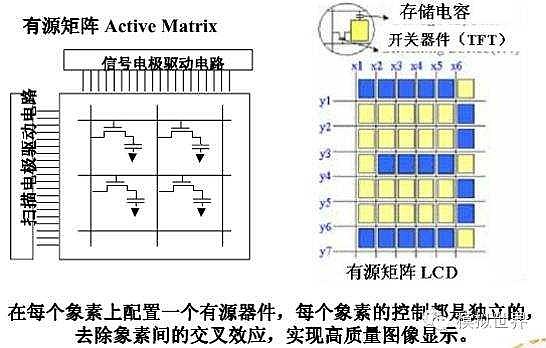 有源矩阵 Active Matrix
信号电极驱动电路
扫描电极驱动电路
存储电容
开关器件（TFT）
x1 x2 x3 x4 x5 x6
y1
y2
y3
y4
y5
y6
y7
有源矩阵 LCD
在每个象素上配置一个有源器件，每个象素的控制都是独立的，
去除象素间的交叉效应，实现高质量图像显示。
模拟世界